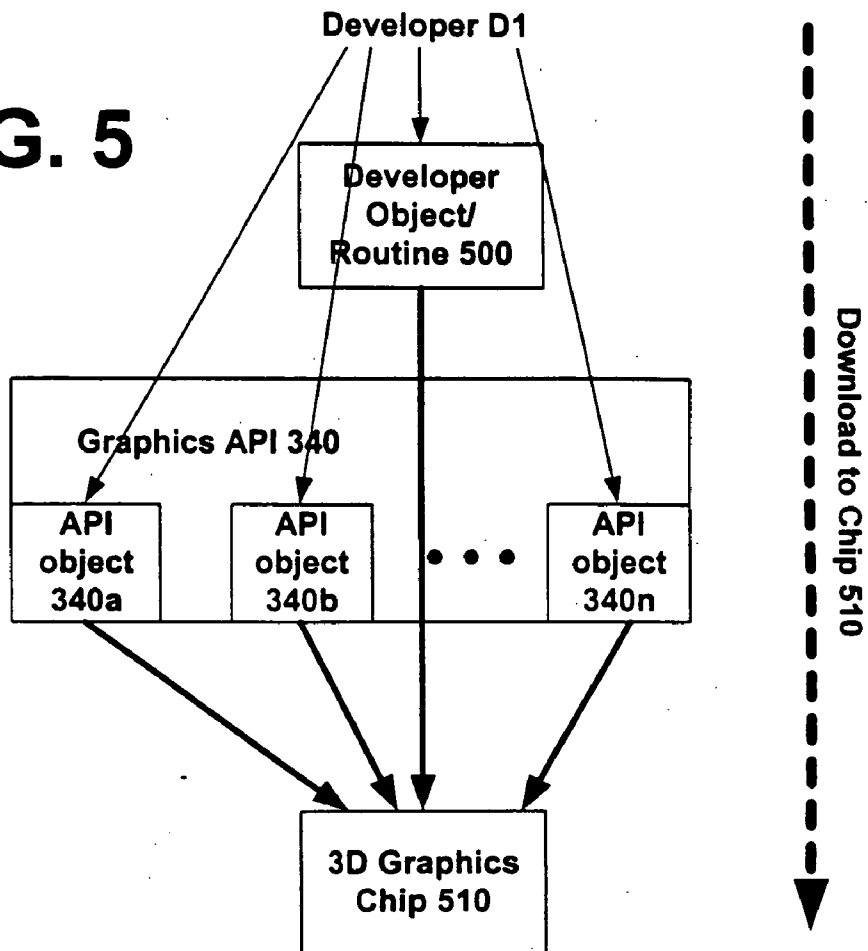 Developer D1
G. 5
Developer
Object/
Routine 500
Graphics API 340
API
object
340a
API
object
340b
API
object
340n
3D Graphics
Chip 510
Download to Chip 510